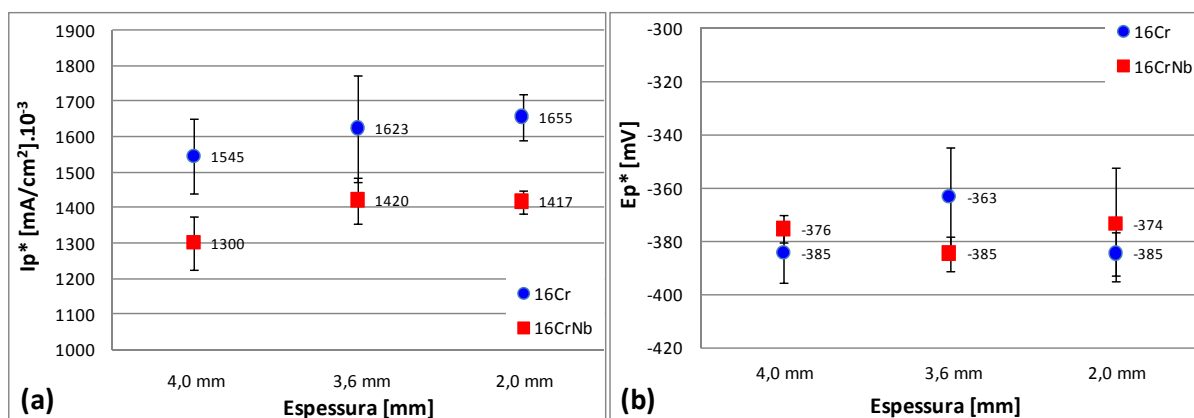 1900
1800
1700
1600
1500
1400
1300
1200
1100
1000
Ip* [mA/cm²].10⁻³
1545
1623
1655
1300
1420
1417
16Cr
16CrNb
4,0 mm 3,6 mm 2,0 mm
Espessura [mm]
(a)
-300
-320
-340
-360
-380
-400
-420
Ep* [mV]
16Cr
16CrNb
-376
-385
-363
-385
-374
-385
4,0 mm 3,6 mm 2,0 mm
Espessura [mm]
(b)